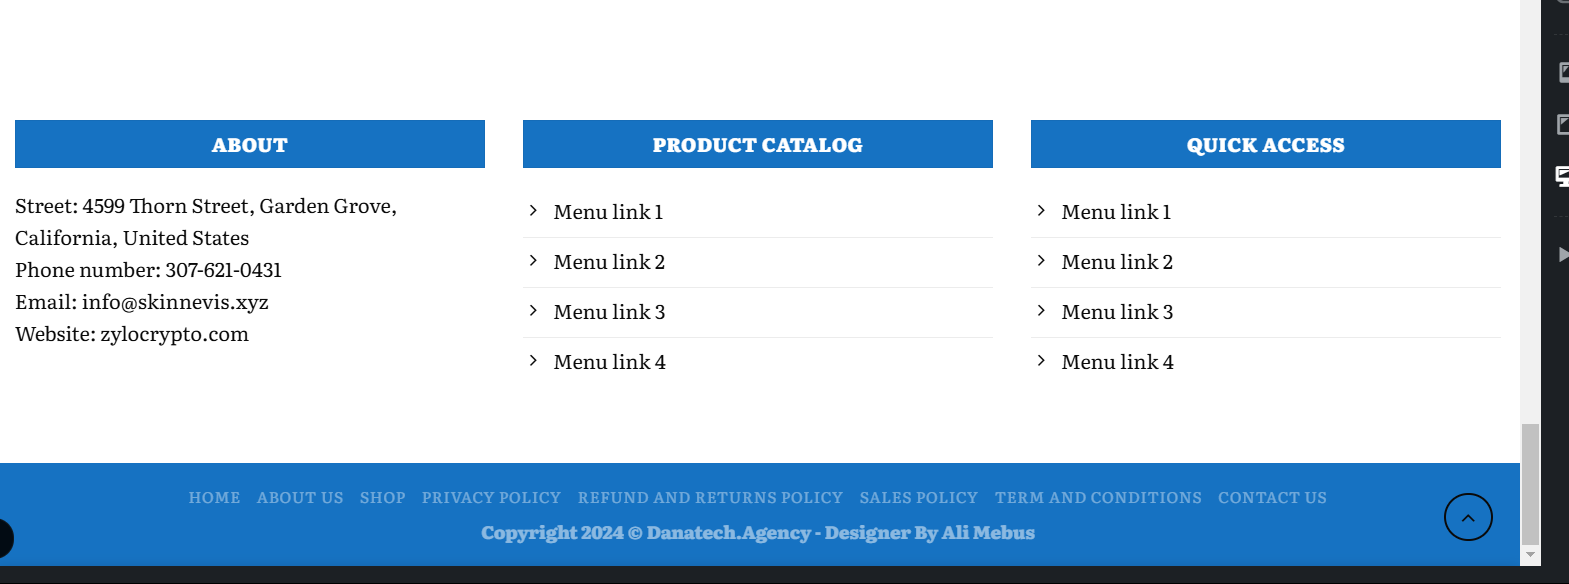 ABOUT
Street: 4599 Thorn Street, Garden Grove,
California, United States
Phone number: 307-621-0431
Email: info@skinnevis.xyz
Website: zylocrypto.com
PRODUCT CATALOG
Menu link 1
Menu link 2
Menu link 3
Menu link 4
QUICK ACCESS
Menu link 1
Menu link 2
Menu link 3
Menu link 4
HOME ABOUT US SHOP PRIVACY POLICY REFUND AND RETURNS POLICY SALES POLICY TERM AND CONDITIONS CONTACT US
Copyright 2024 © Danatech.Agency - Designer By Ali Mebus